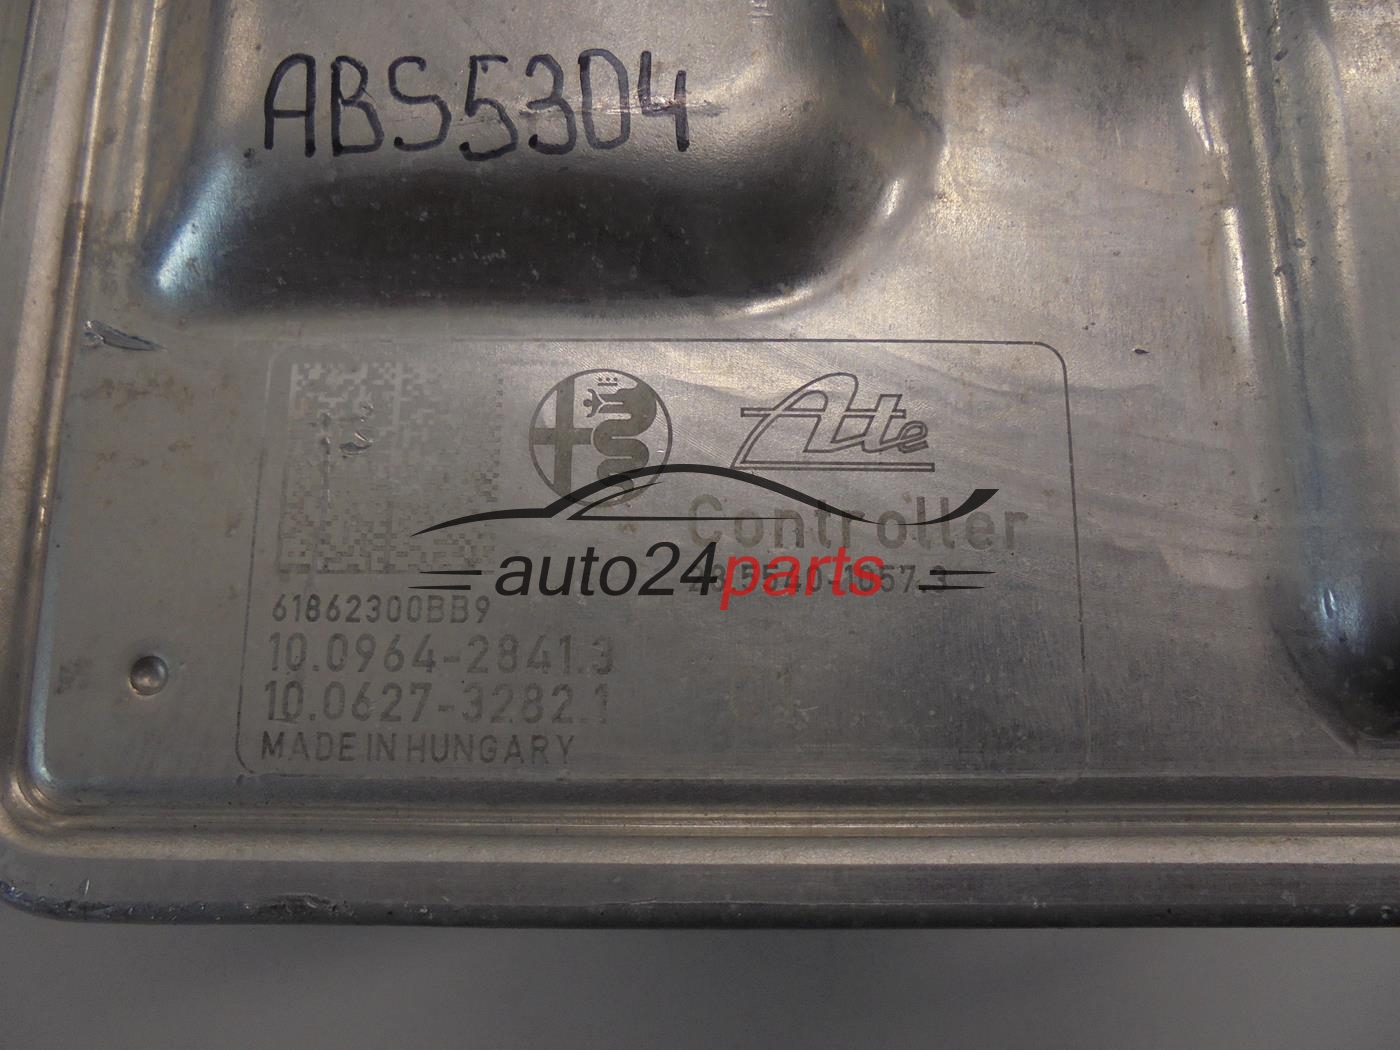 ABS5304
Ate
Controller
auto24parts
61862300BB9
10.0964-2841.3
10.0627-3282.1
MADE IN HUNGARY